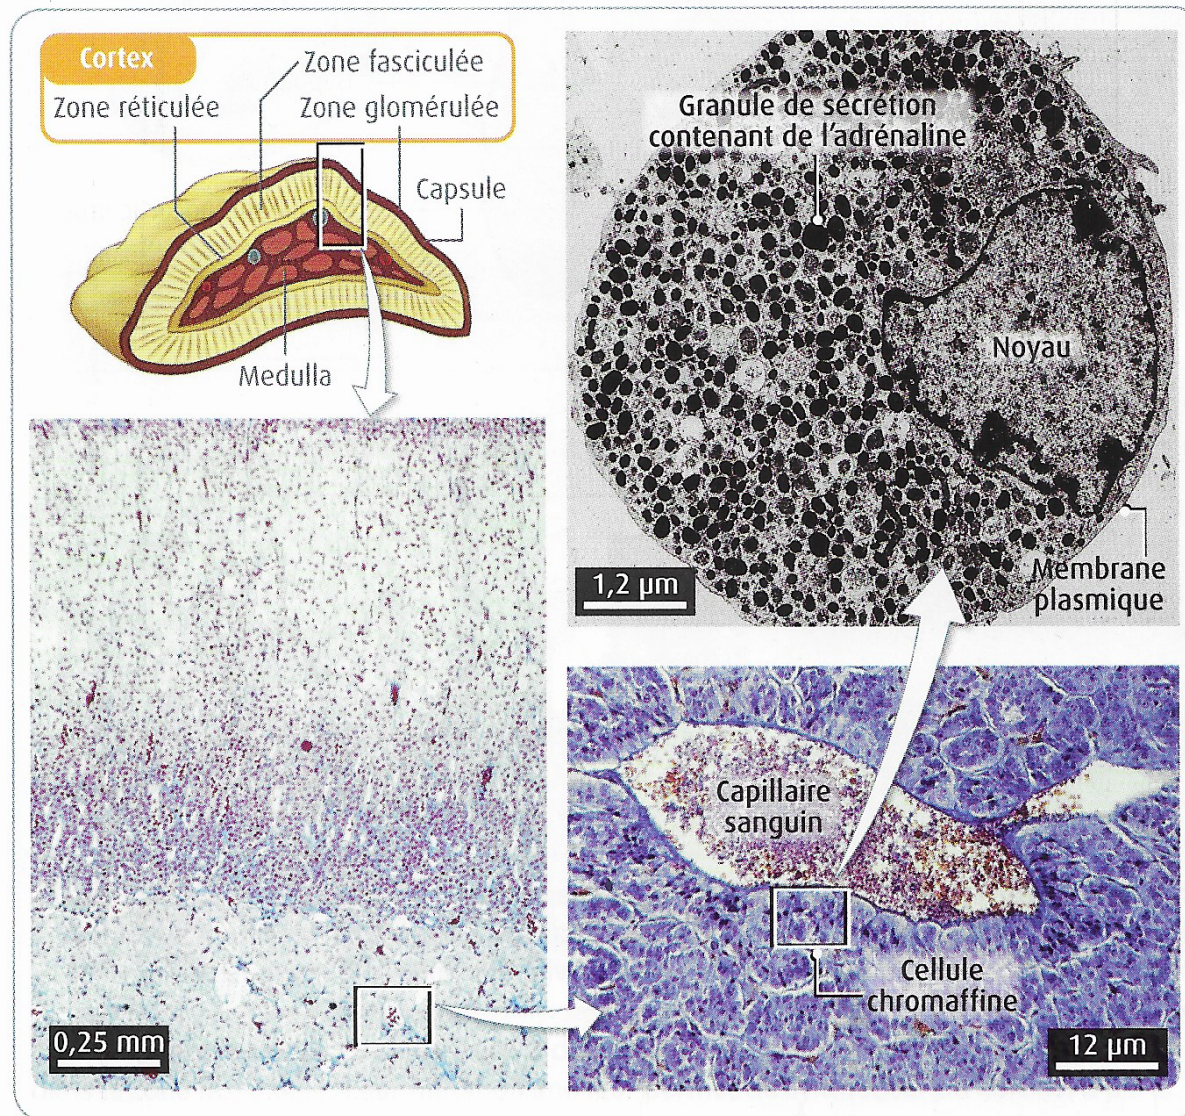 Cortex
Zone fasciculée
Zone réticulée
Zone glomérulée
Capsule
Medulla
0,25 mm
Granule de sécrétion
contenant de l'adrénaline
Noyau
1,2 µm
Membrane
plasmique
Capillaire
sanguin
Cellule
chromaffine
12 µm